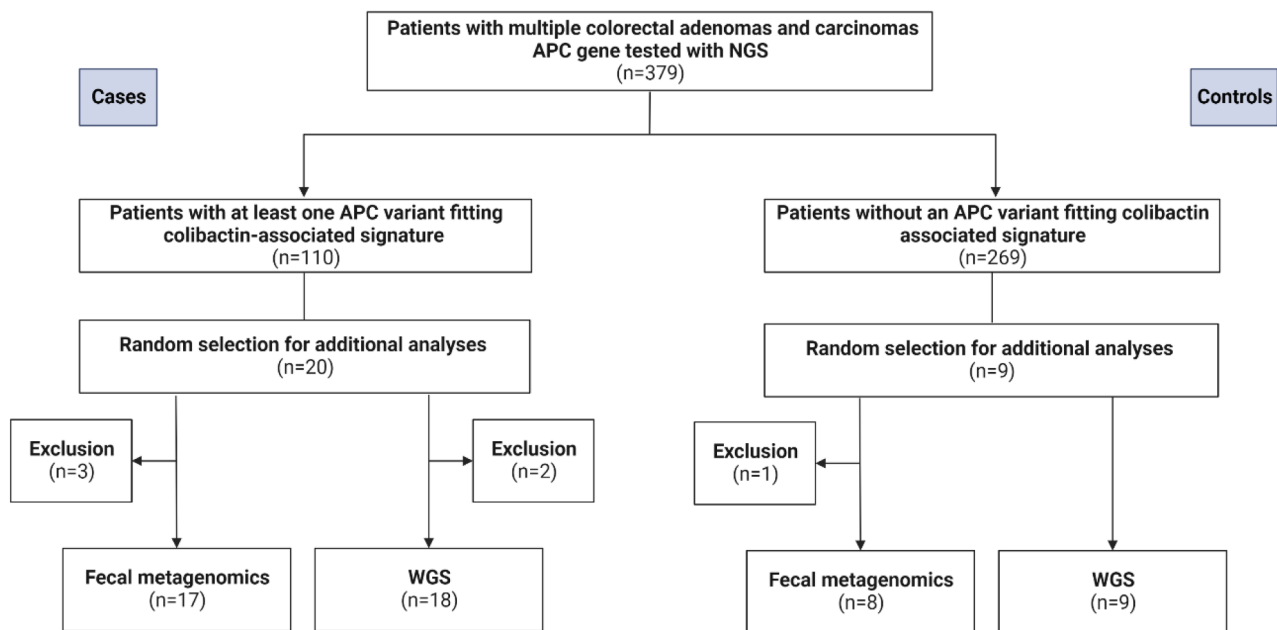 Patients with multiple colorectal adenomas and carcinomas
APC gene tested with NGS
(n=379)
Cases
Controls
Patients with at least one APC variant fitting
colibactin-associated signature
(n=110)
Patients without an APC variant fitting colibactin
associated signature
(n=269)
Random selection for additional analyses
(n=20)
Random selection for additional analyses
(n=9)
Exclusion
(n=3)
Exclusion
(n=2)
Exclusion
(n=1)
Fecal metagenomics
(n=17)
WGS
(n=18)
Fecal metagenomics
(n=8)
WGS
(n=9)